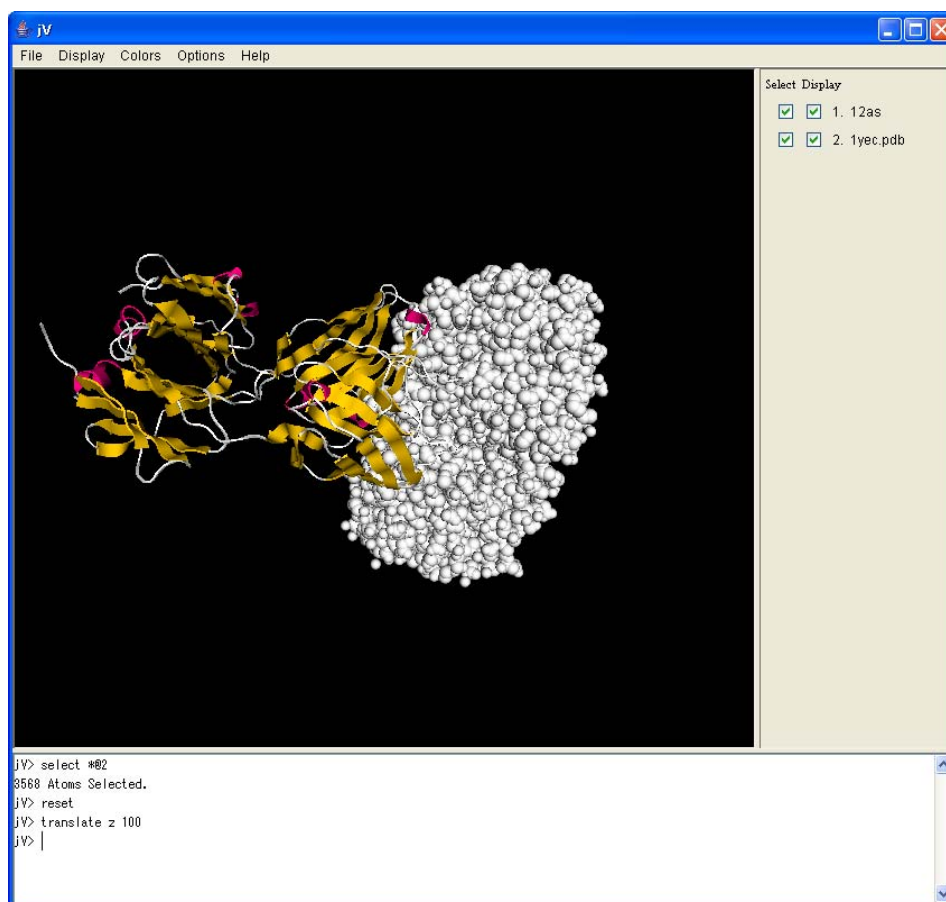 jV
File Display Colors Options Help
Select Display
1. 12as
2. 1yec.pdb
jV> select *@2
3568 Atoms Selected.
jV> reset
jV> translate z 100
jV>